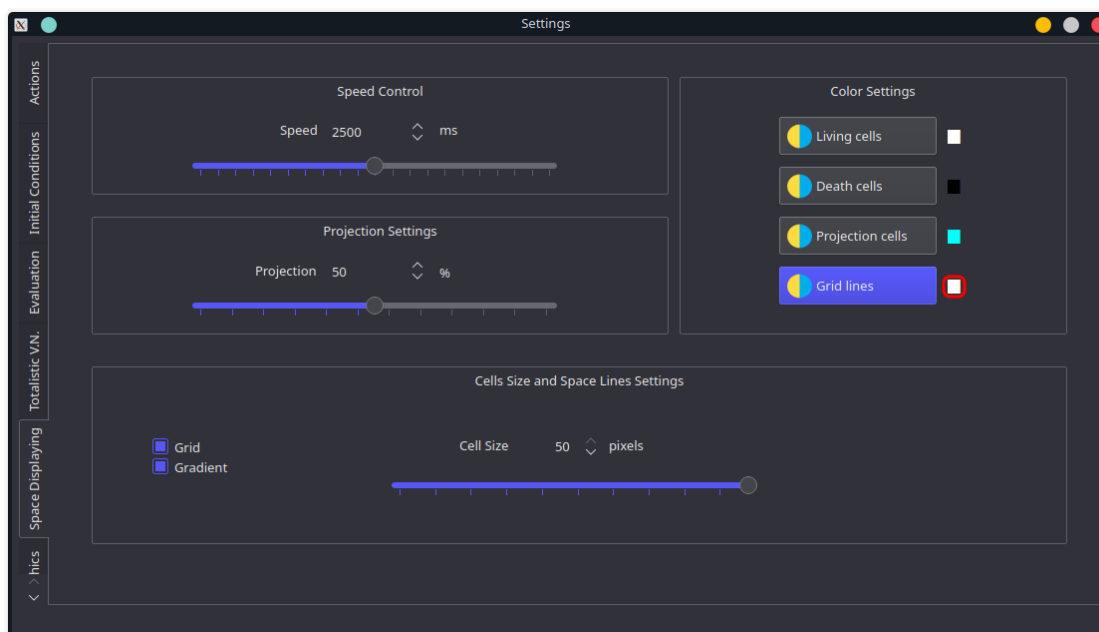 Settings
Actions
Initial Conditions
Evaluation
Totalistic V.N.
Space Displaying
hics
Speed Control
Speed 2500 ms
Projection Settings
Projection 50 %
Color Settings
Living cells
Death cells
Projection cells
Grid lines
Cells Size and Space Lines Settings
Grid
Gradient
Cell Size 50 pixels